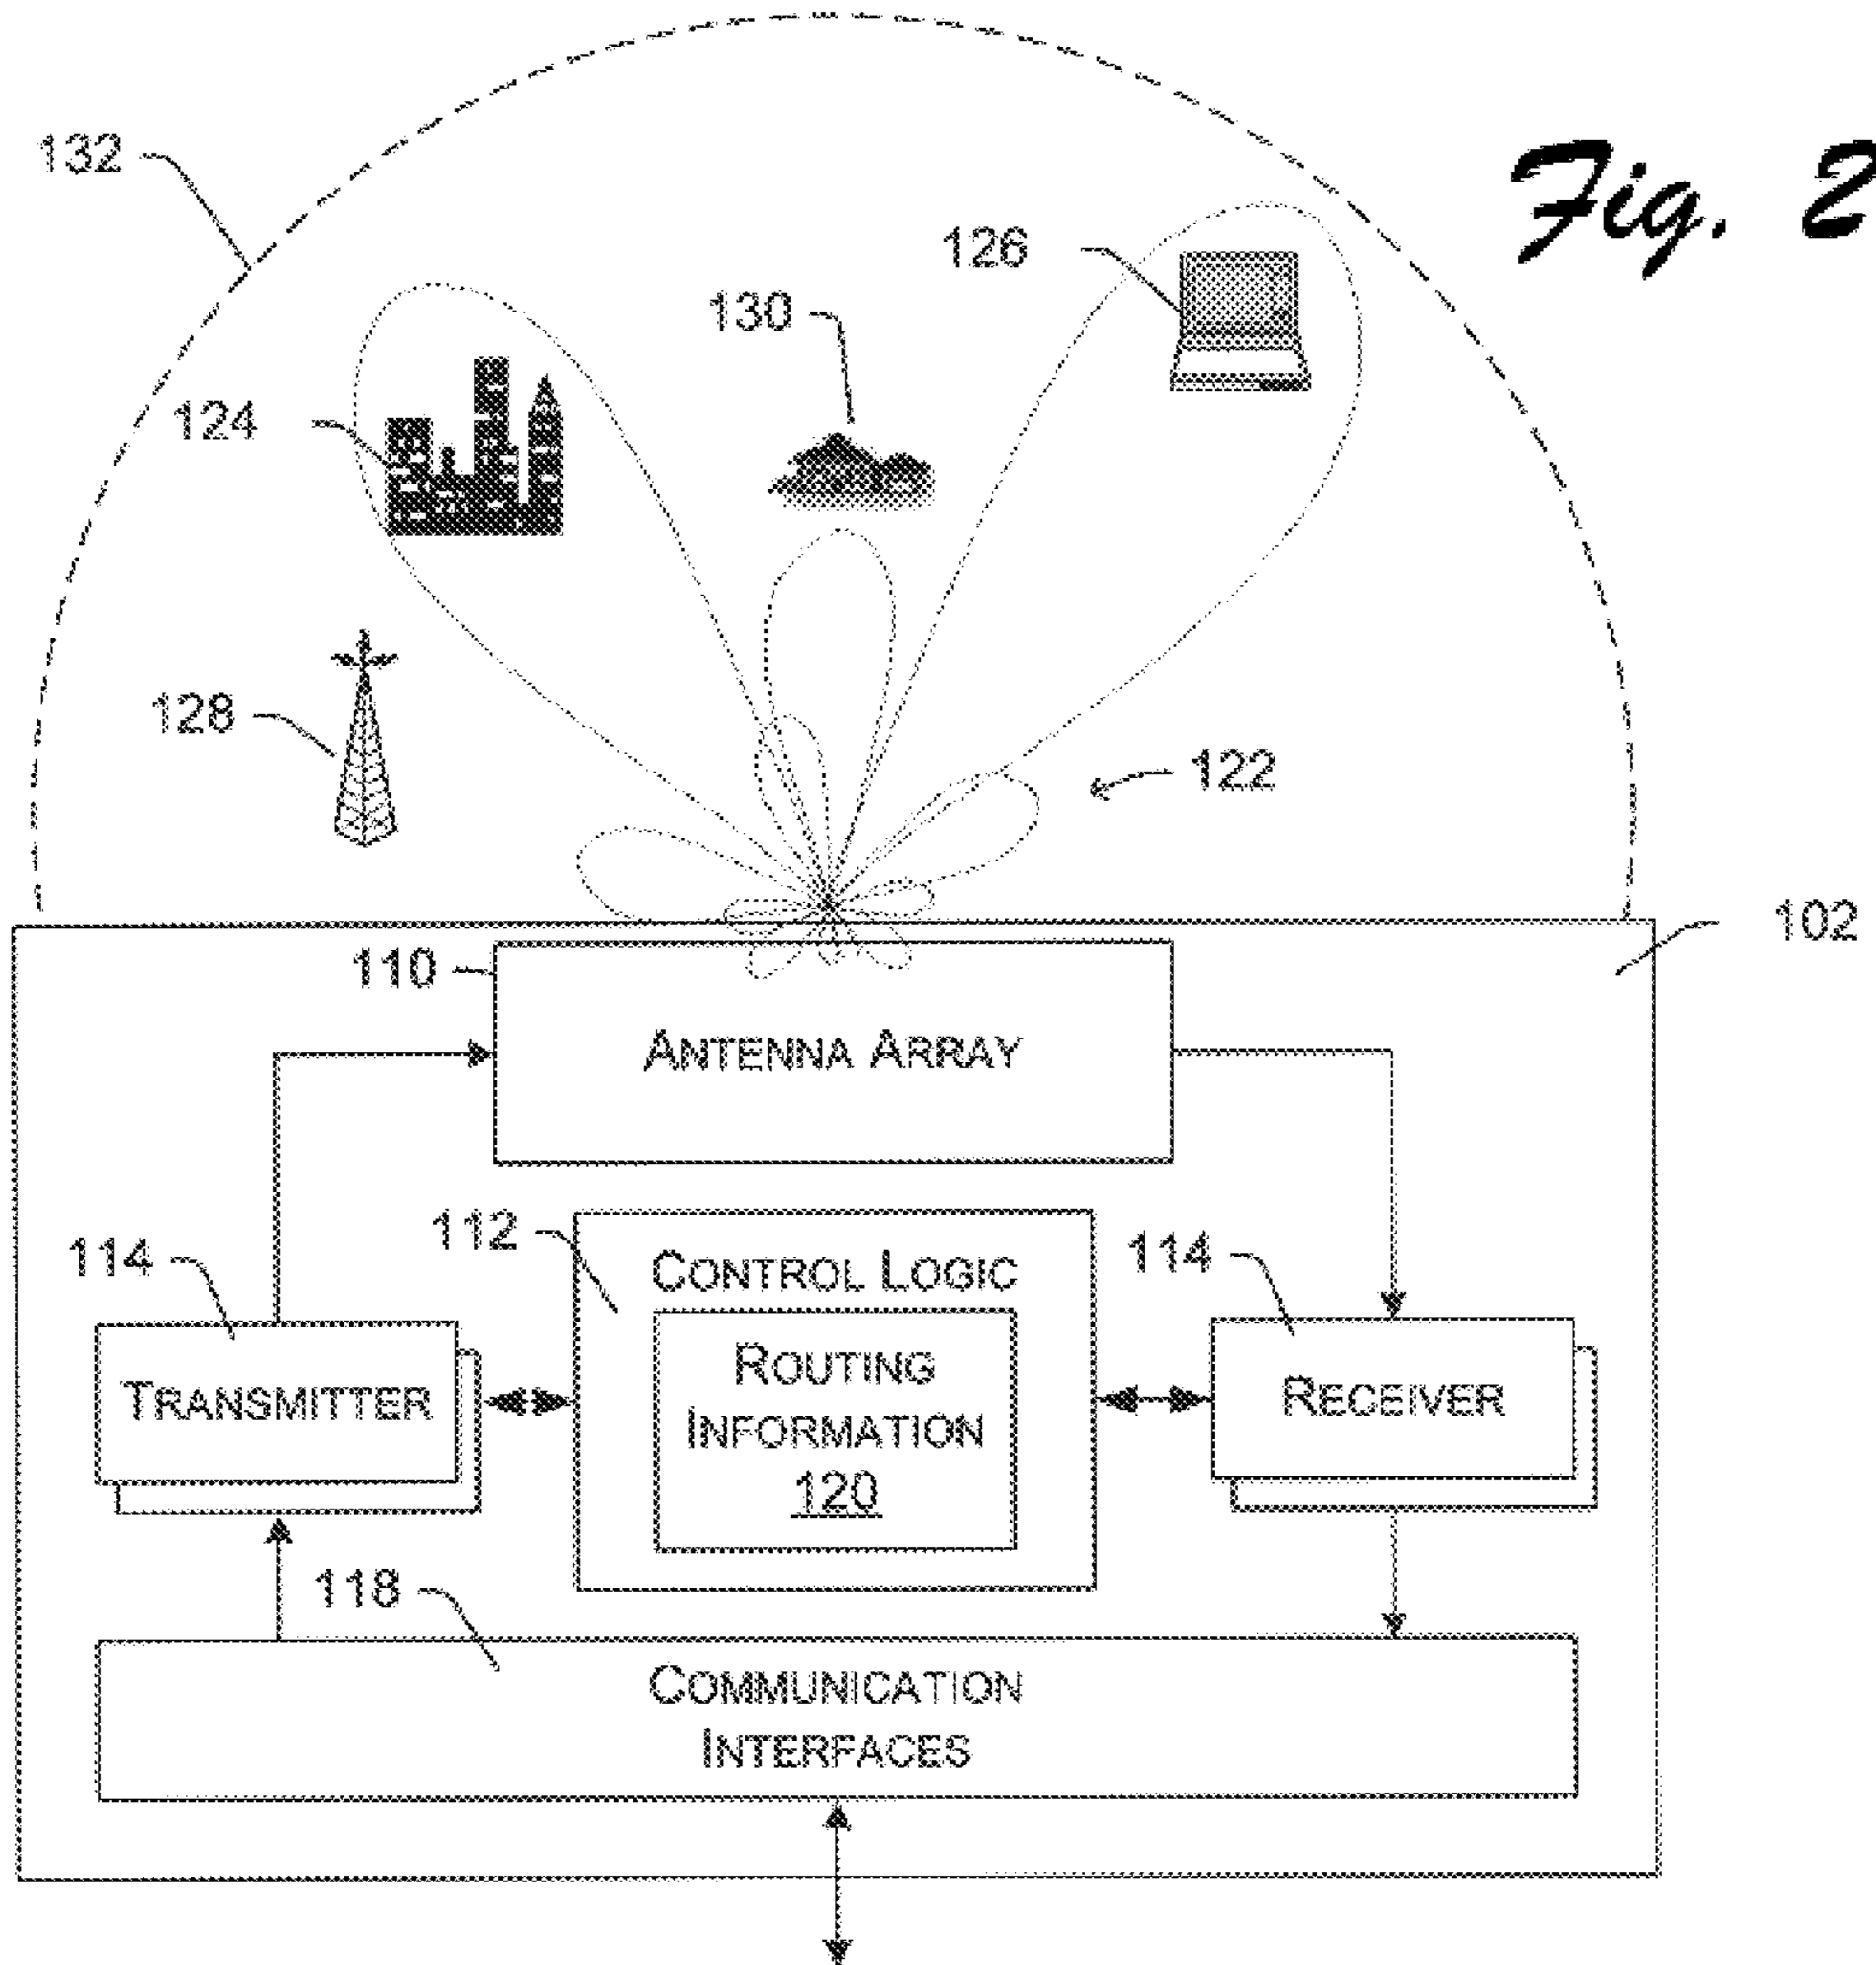 Fig. 2
132
126
130
124
128
122
102
110
ANTENNA ARRAY
112
114
CONTROL LOGIC
114
ROUTING
INFORMATION
120
TRANSMITTER
RECEIVER
118
COMMUNICATION
INTERFACES